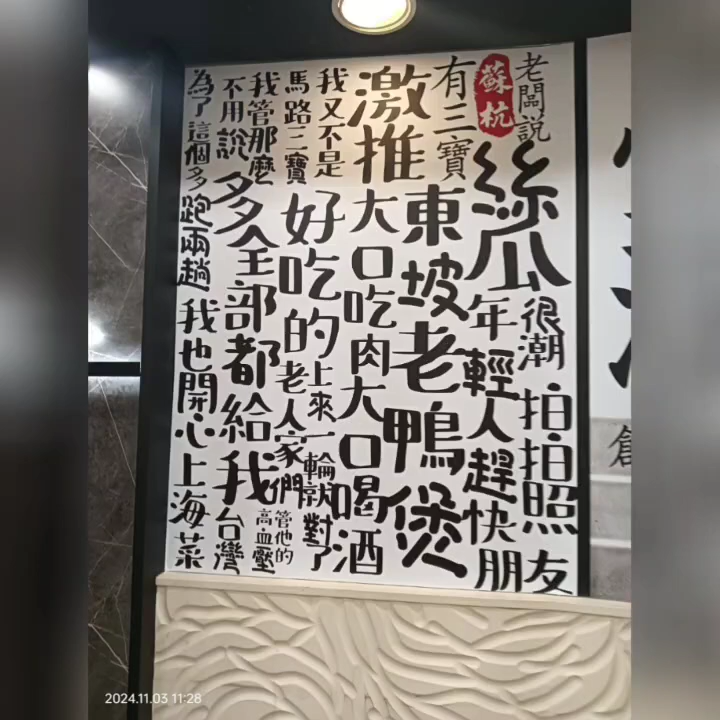 老闆說
蘇杭
絲瓜
很潮
拍拍照
年輕人趕快朋友
有三寶
東坡老鴨煲
激推
大口吃肉大口喝酒
我又不是
馬路三寶
好吃的
上來一輪就對了
老人家們
管他的
高血壓
我管那麼
多
不用說
全部都給我
台灣
為了這個多跑兩趟
我也開心上海菜
創
2024.11.03 11:28